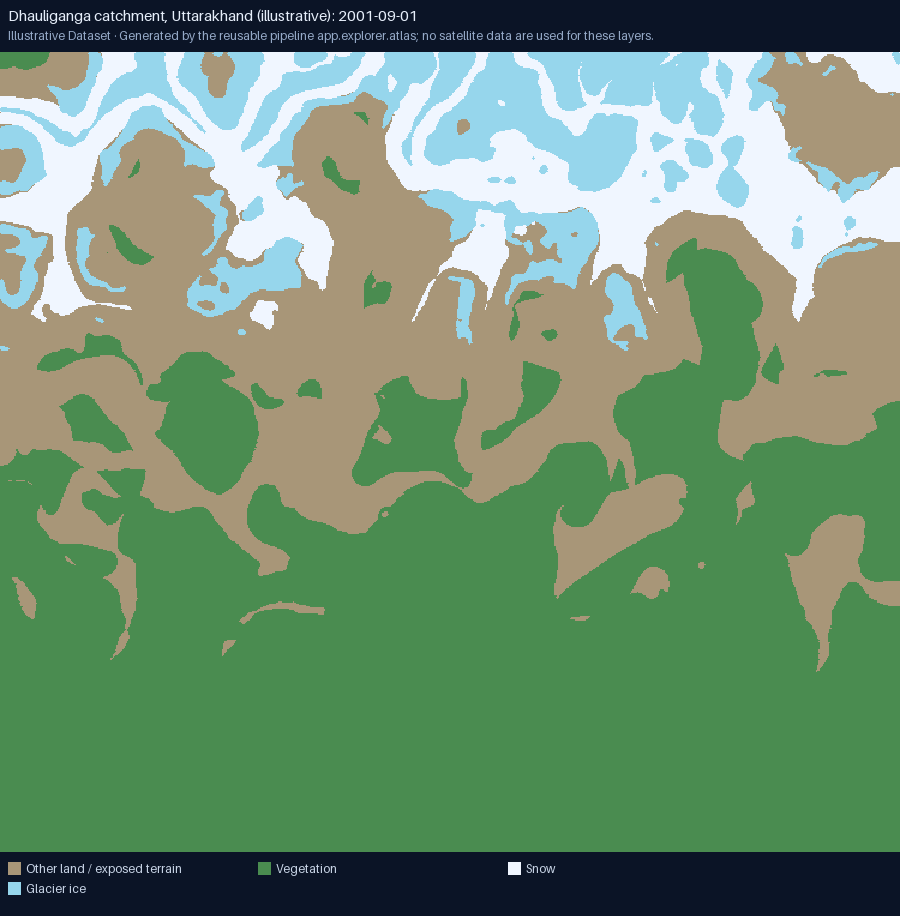 Dhauliganga catchment, Uttarakhand (illustrative): 2001-09-01
Illustrative Dataset · Generated by the reusable pipeline app.explorer.atlas; no satellite data are used for these layers.
Other land / exposed terrain
Vegetation
Snow
Glacier ice